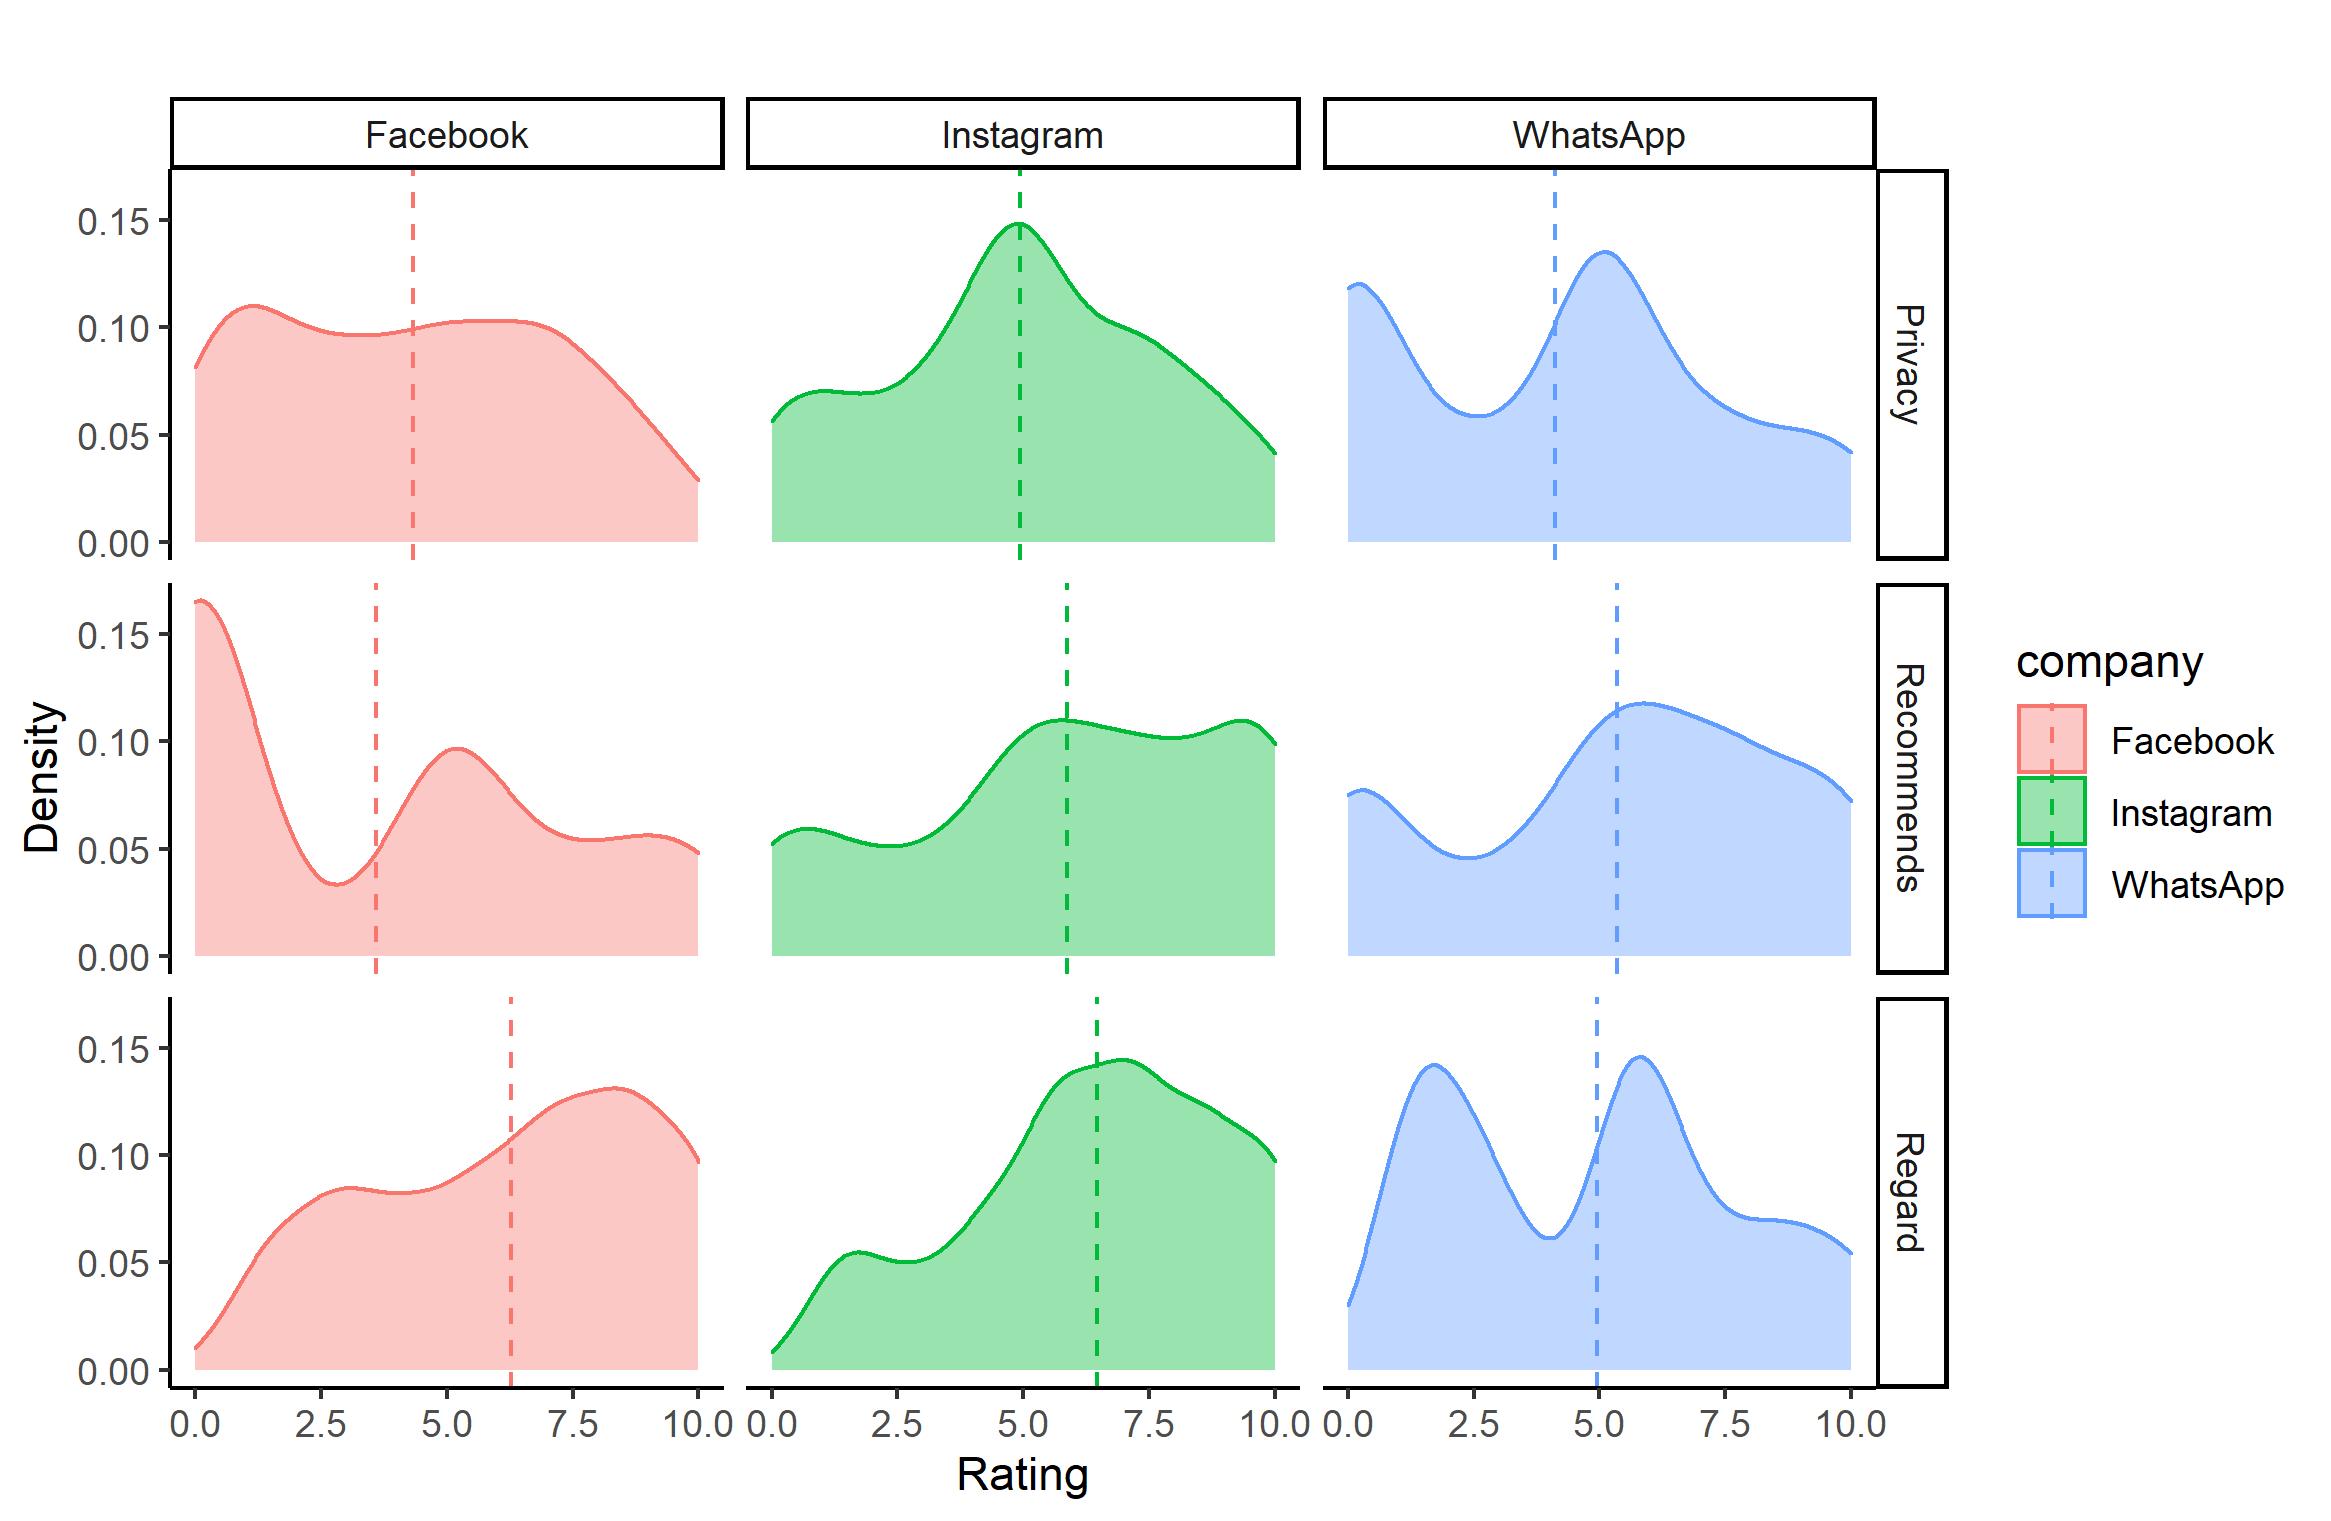 Facebook Instagram WhatsApp
0.15
0.10
0.05
0.00
Privacy
0.15
0.10
0.05
0.00
Recommends
0.15
0.10
0.05
0.00
Regard
Density
0.0 2.5 5.0 7.5 10.0 0.0 2.5 5.0 7.5 10.0 0.0 2.5 5.0 7.5 10.0
Rating
company
Facebook
Instagram
WhatsApp